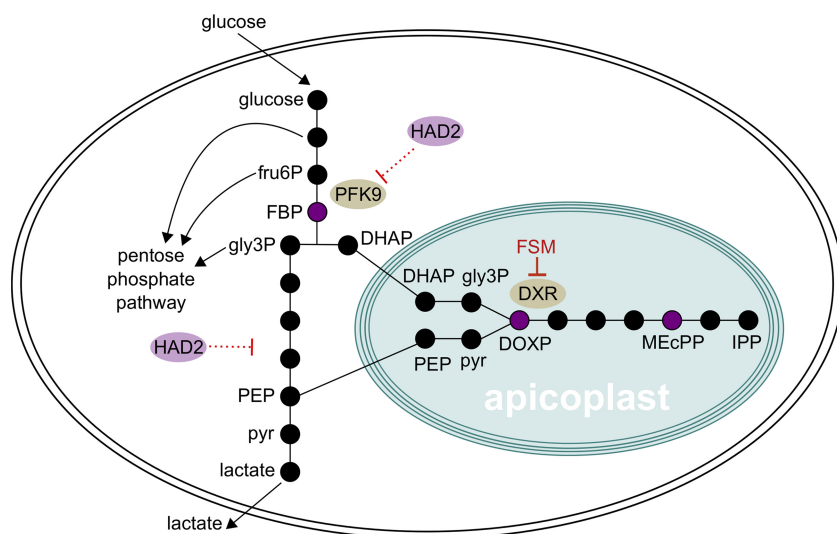 glucose
glucose
HAD2
fru6P
PFK9
FBP
gly3P
DHAP
pentose
phosphate
pathway
FSM
DHAP
gly3P
DXR
HAD2
DOXP
MEcPP
IPP
PEP
pyr
PEP
apicoplast
pyr
lactate
lactate